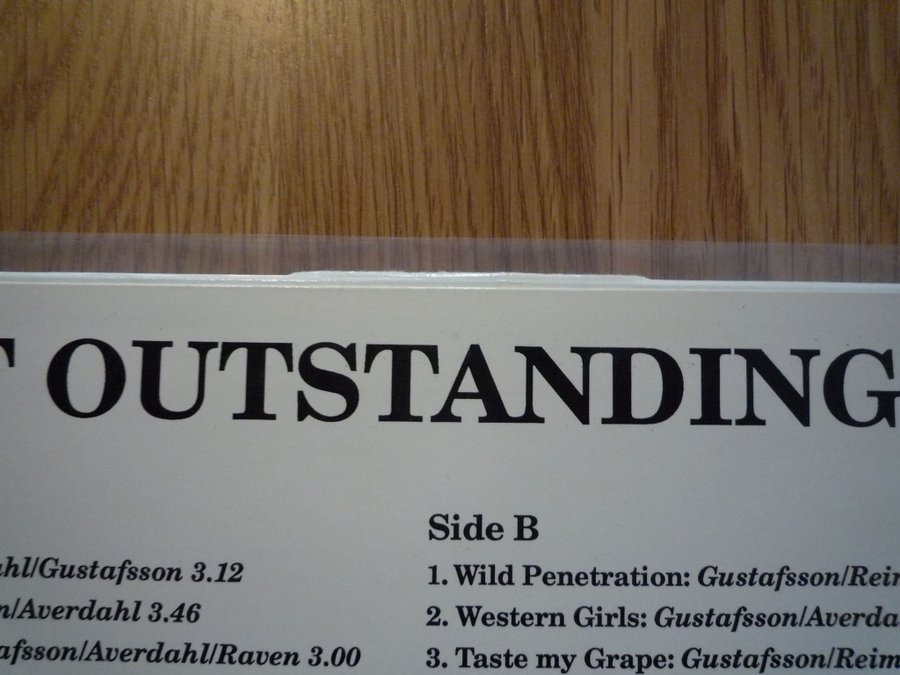 OUTSTANDING
Gustafsson 3.12
Averdahl 3.46
Averdahl/Raven 3.00
Side B
1. Wild Penetration: Gustafsson/
2. Western Girls: Gustafsson/
3. Taste my Grape: Gustafsson/